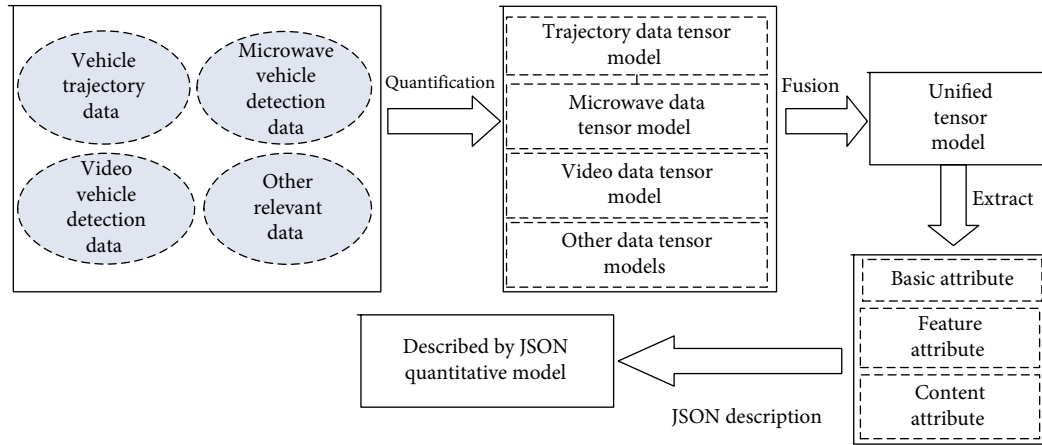 Vehicle
trajectory
data
Microwave
vehicle
detection
data
Video
vehicle
detection
data
Other
relevant
data
Quantification
Trajectory data tensor
model
Microwave data
tensor model
Video data tensor
model
Other data tensor
models
Fusion
Unified
tensor
model
Extract
Basic attribute
Feature
attribute
Content
attribute
JSON description
Described by JSON
quantitative model